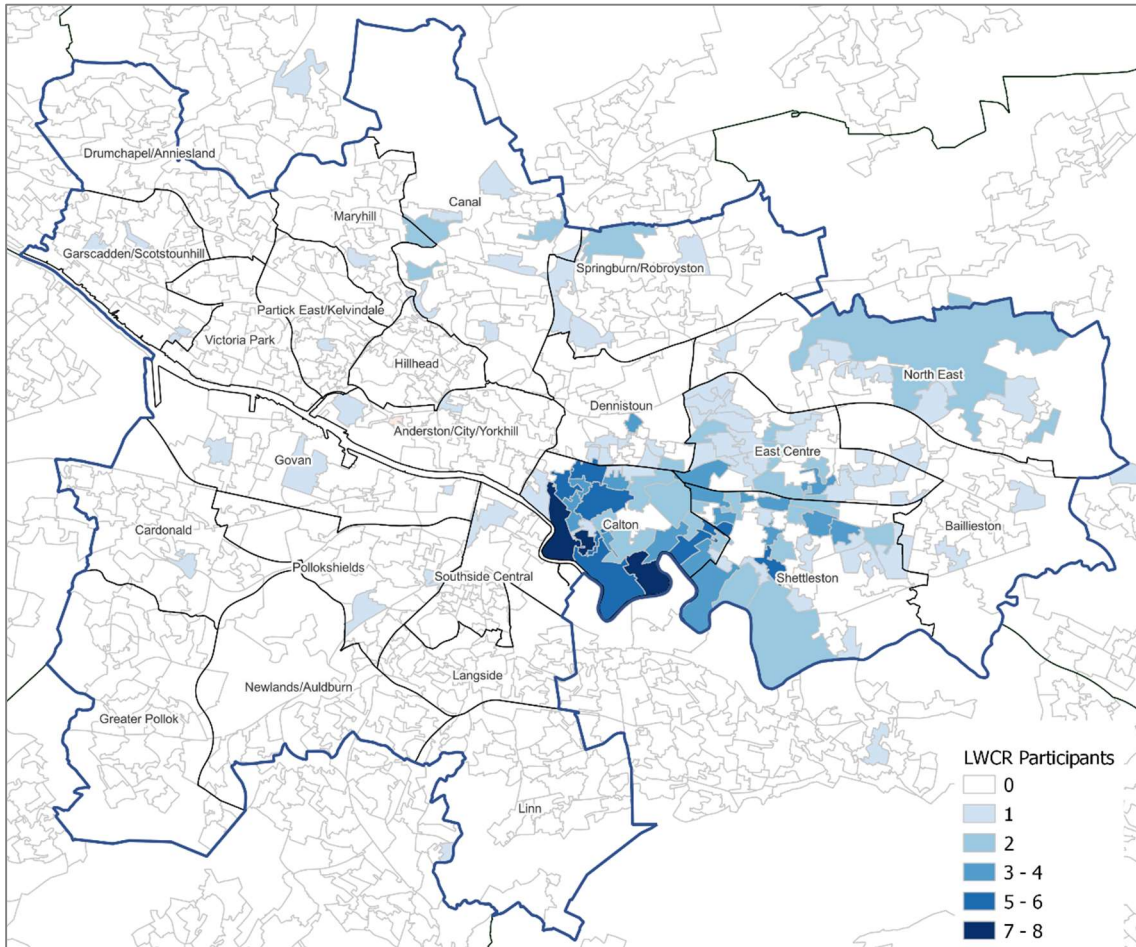 Drumchapel/Anniesland
Canal
Maryhill
Garscadden/Scotstounhill
Springburn/Robroyston
Partick East/Kelvindale
Victoria Park
Hillhead
North East
Dennistoun
Anderston/City/Yorkhill
East Centre
Govan
Calton
Cardonald
Baillieston
Pollokshields
Southside Central
Shettleston
Langside
Newlands/Auldburn
Greater Pollok
Linn
LWCR Participants
0
1
2
3 - 4
5 - 6
7 - 8